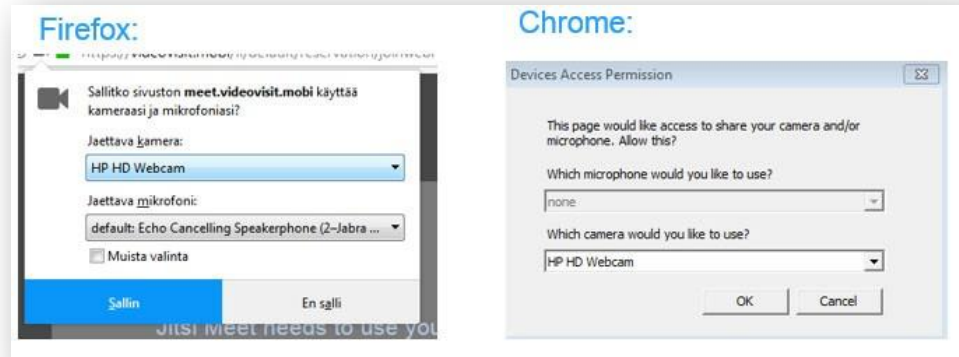 Firefox:
Sallitko sivuston meet.videovisit.mobi käyttää
kameraasi ja mikrofoniasi?
Jaettava kamera:
HP HD Webcam
Jaettava mikrofoni:
default: Echo Cancelling Speakerphone (2-Jabra ...
Muista valinta
Sallin
En salli
Jitsi Meet needs to use you
Chrome:
Devices Access Permission
This page would like access to share your camera and/or
microphone. Allow this?
Which microphone would you like to use?
none
Which camera would you like to use?
HP HD Webcam
OK
Cancel